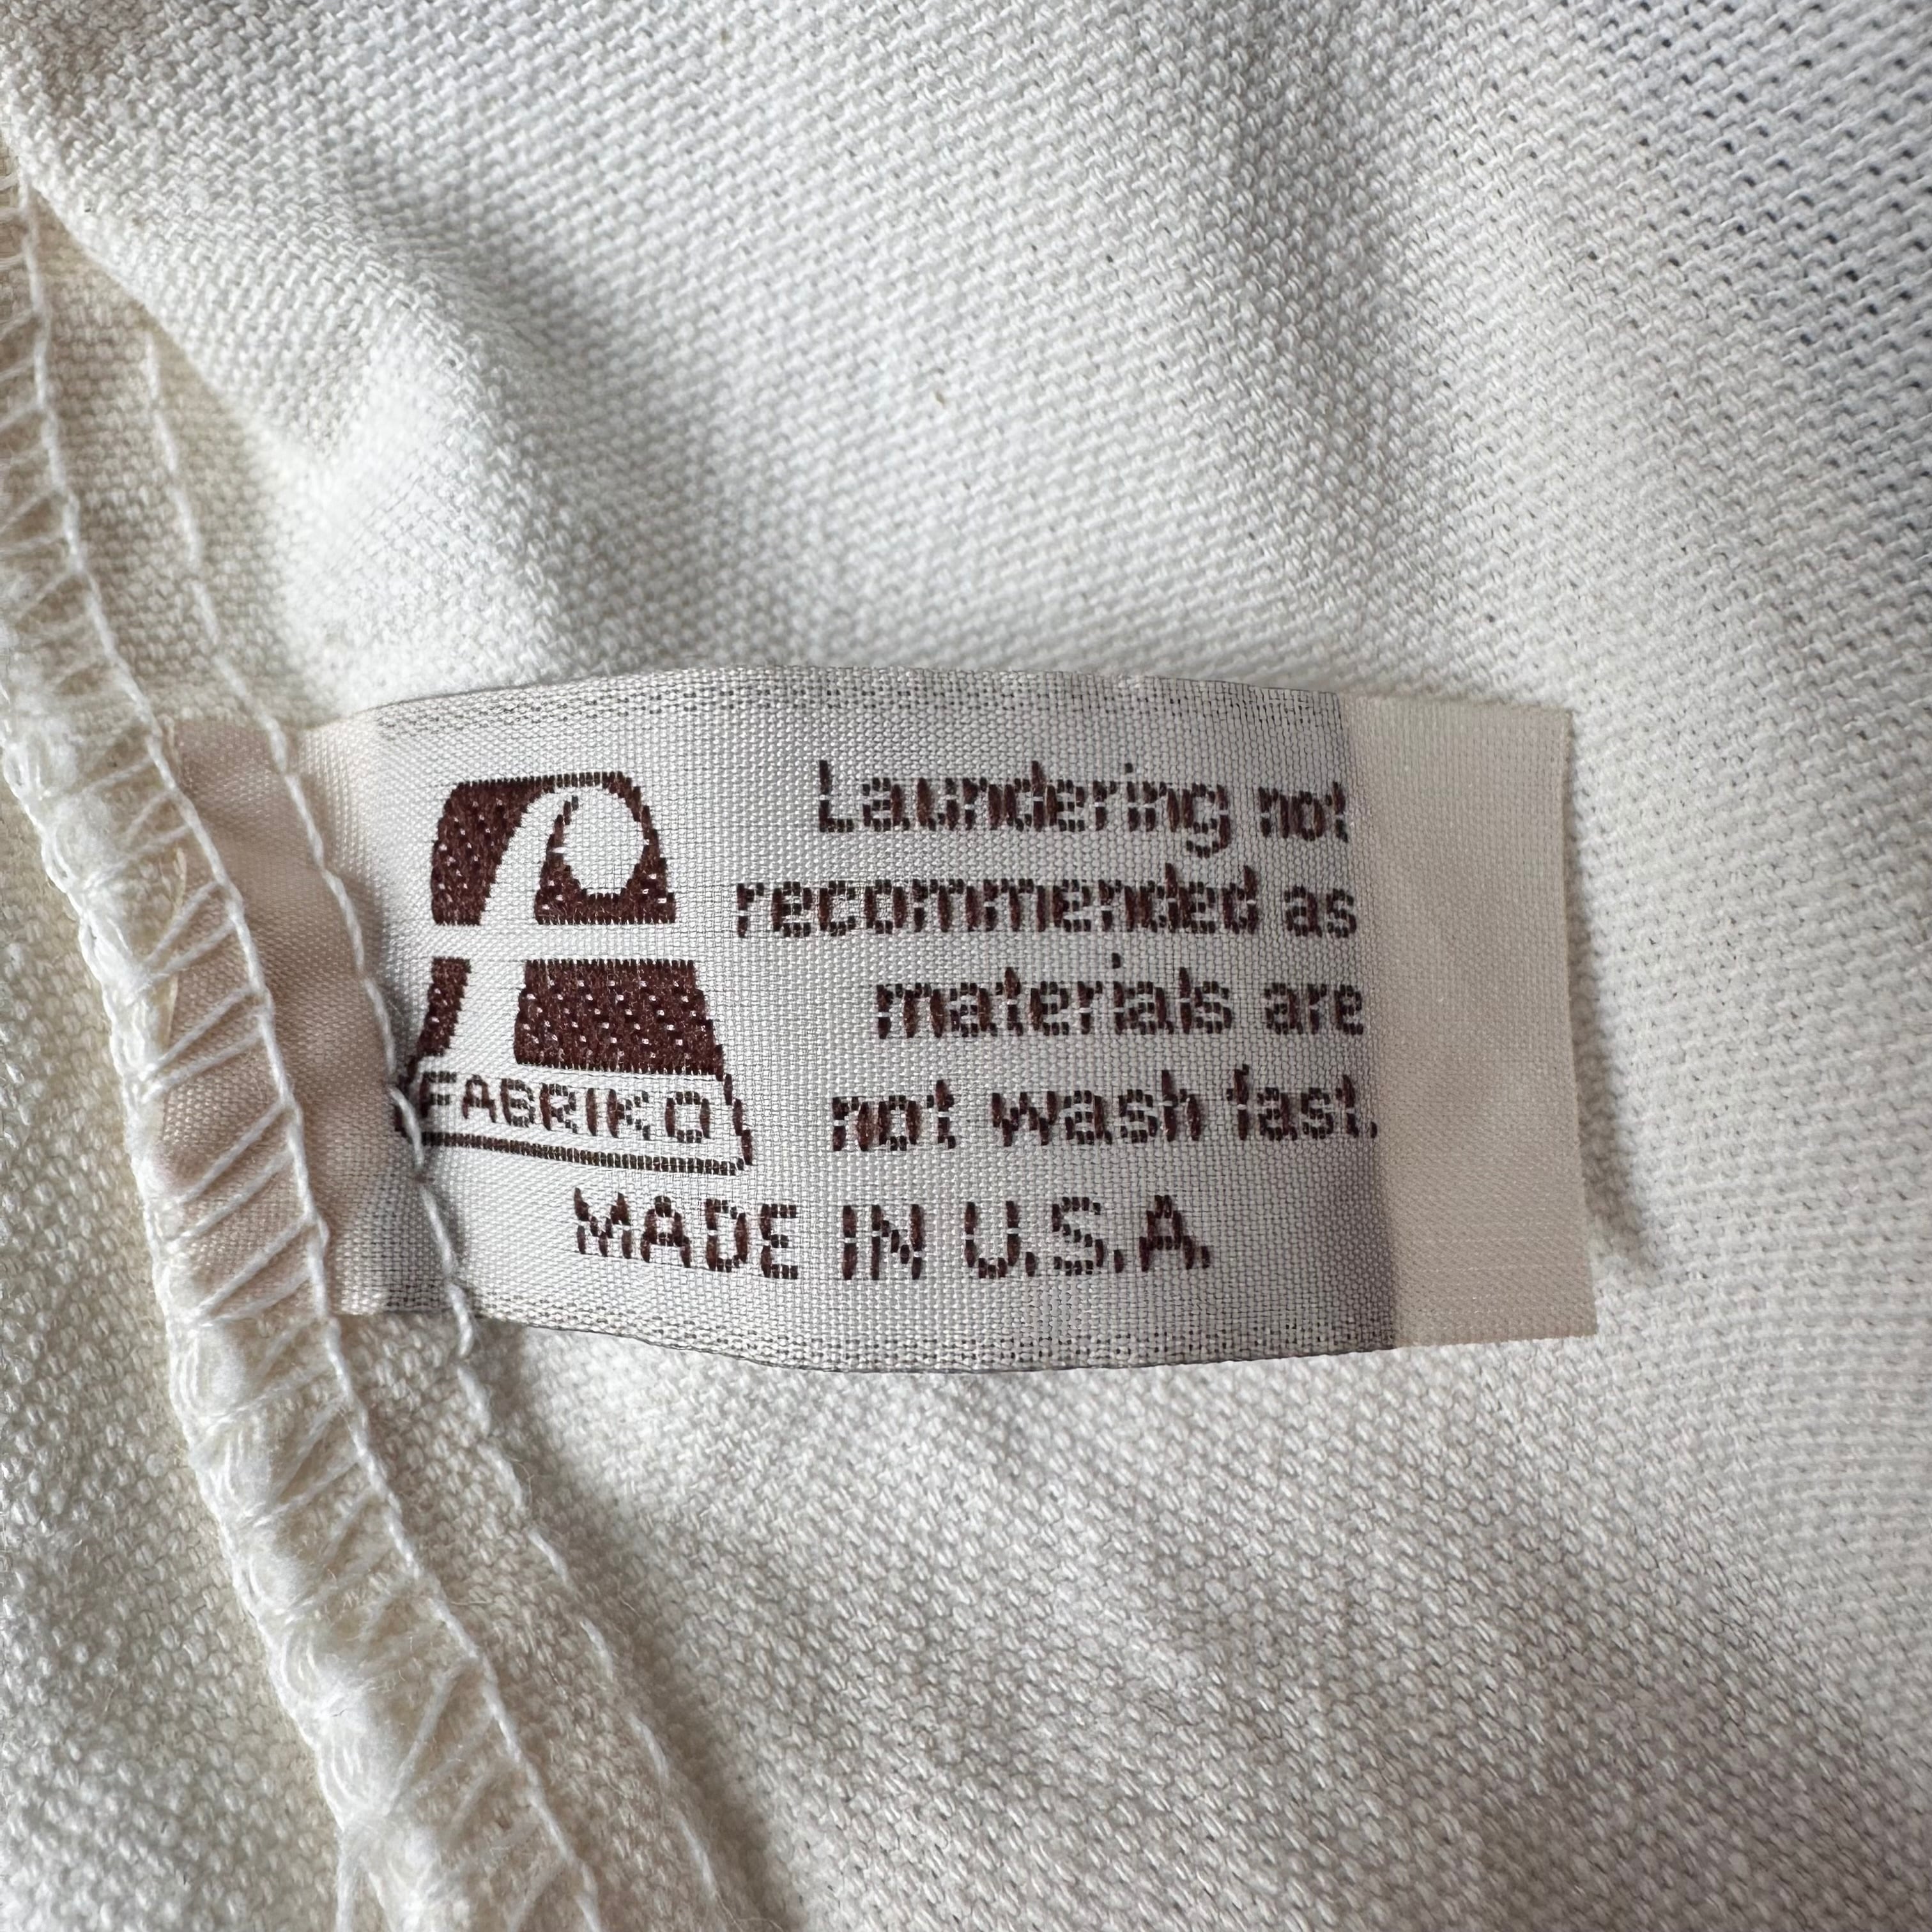 Laundering not
recommended as
materials are
not wash fast.
FABRIKO
MADE IN U.S.A.